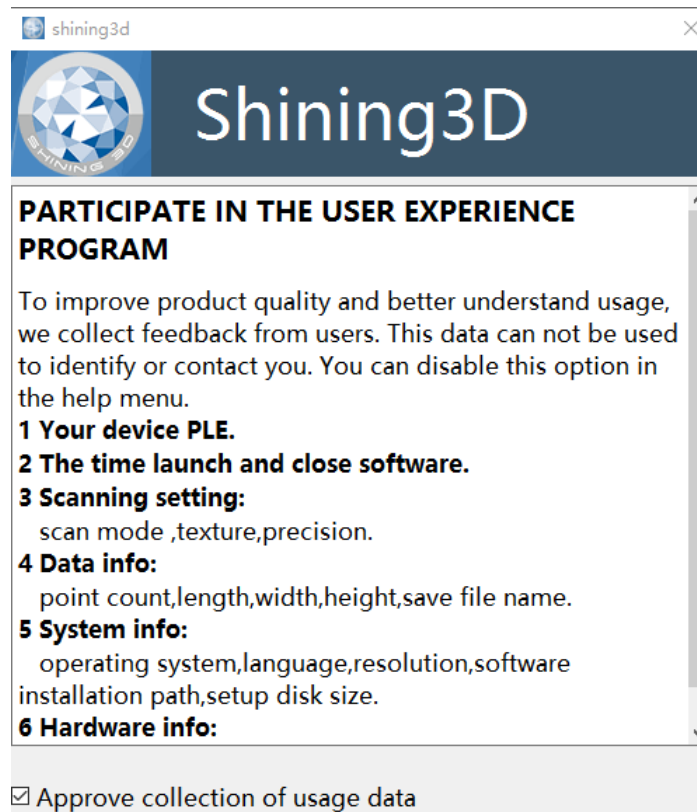 shining3d
SHINING 3D
Shining3D
PARTICIPATE IN THE USER EXPERIENCE
PROGRAM
To improve product quality and better understand usage,
we collect feedback from users. This data can not be used
to identify or contact you. You can disable this option in
the help menu.
1 Your device PLE.
2 The time launch and close software.
3 Scanning setting:
scan mode ,texture,precision.
4 Data info:
point count,length,width,height,save file name.
5 System info:
operating system,language,resolution,software
installation path,setup disk size.
6 Hardware info:
Approve collection of usage data